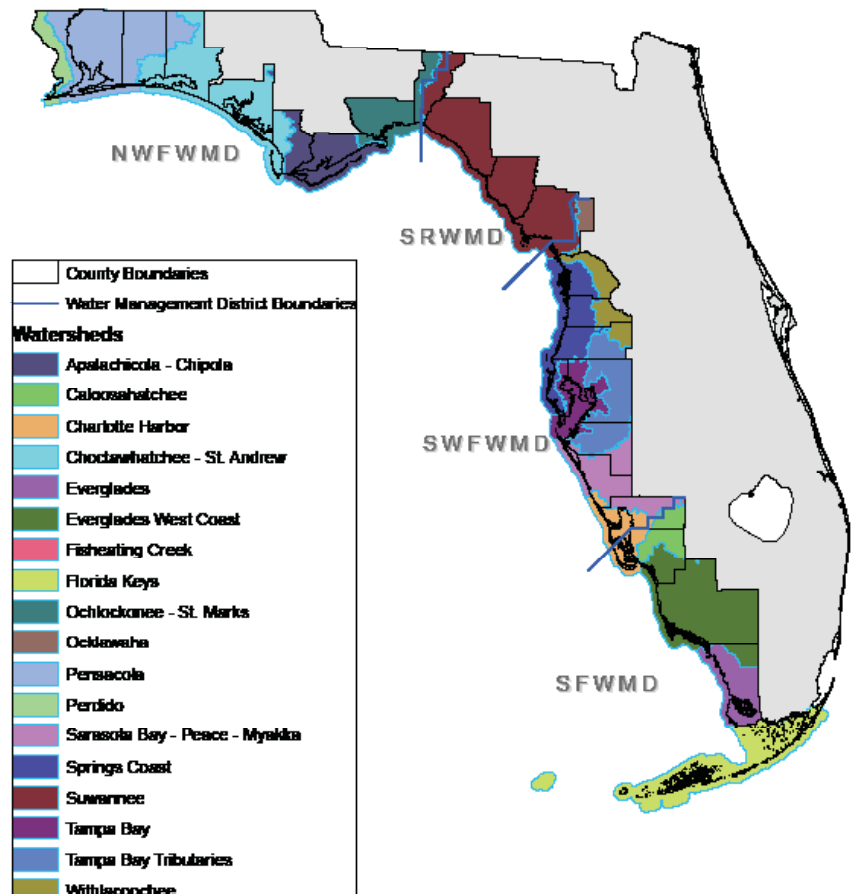 NWFWMD
SRWMD
County Boundaries
Water Management District Boundaries
Watersheds
Apalachicola - Chipola
Caloosahatchee
Charlotte Harbor
SWFWMD
Choctawhatchee - St. Andrew
Everglades
Everglades West Coast
Fisheating Creek
Florida Keys
Ochlockonee - St. Marks
Ocklawaha
Pensacola
SFWMD
Perdido
Sarasota Bay - Peace - Myakka
Springs Coast
Suwannee
Tampa Bay
Tampa Bay Tributaries
Withlacoochee